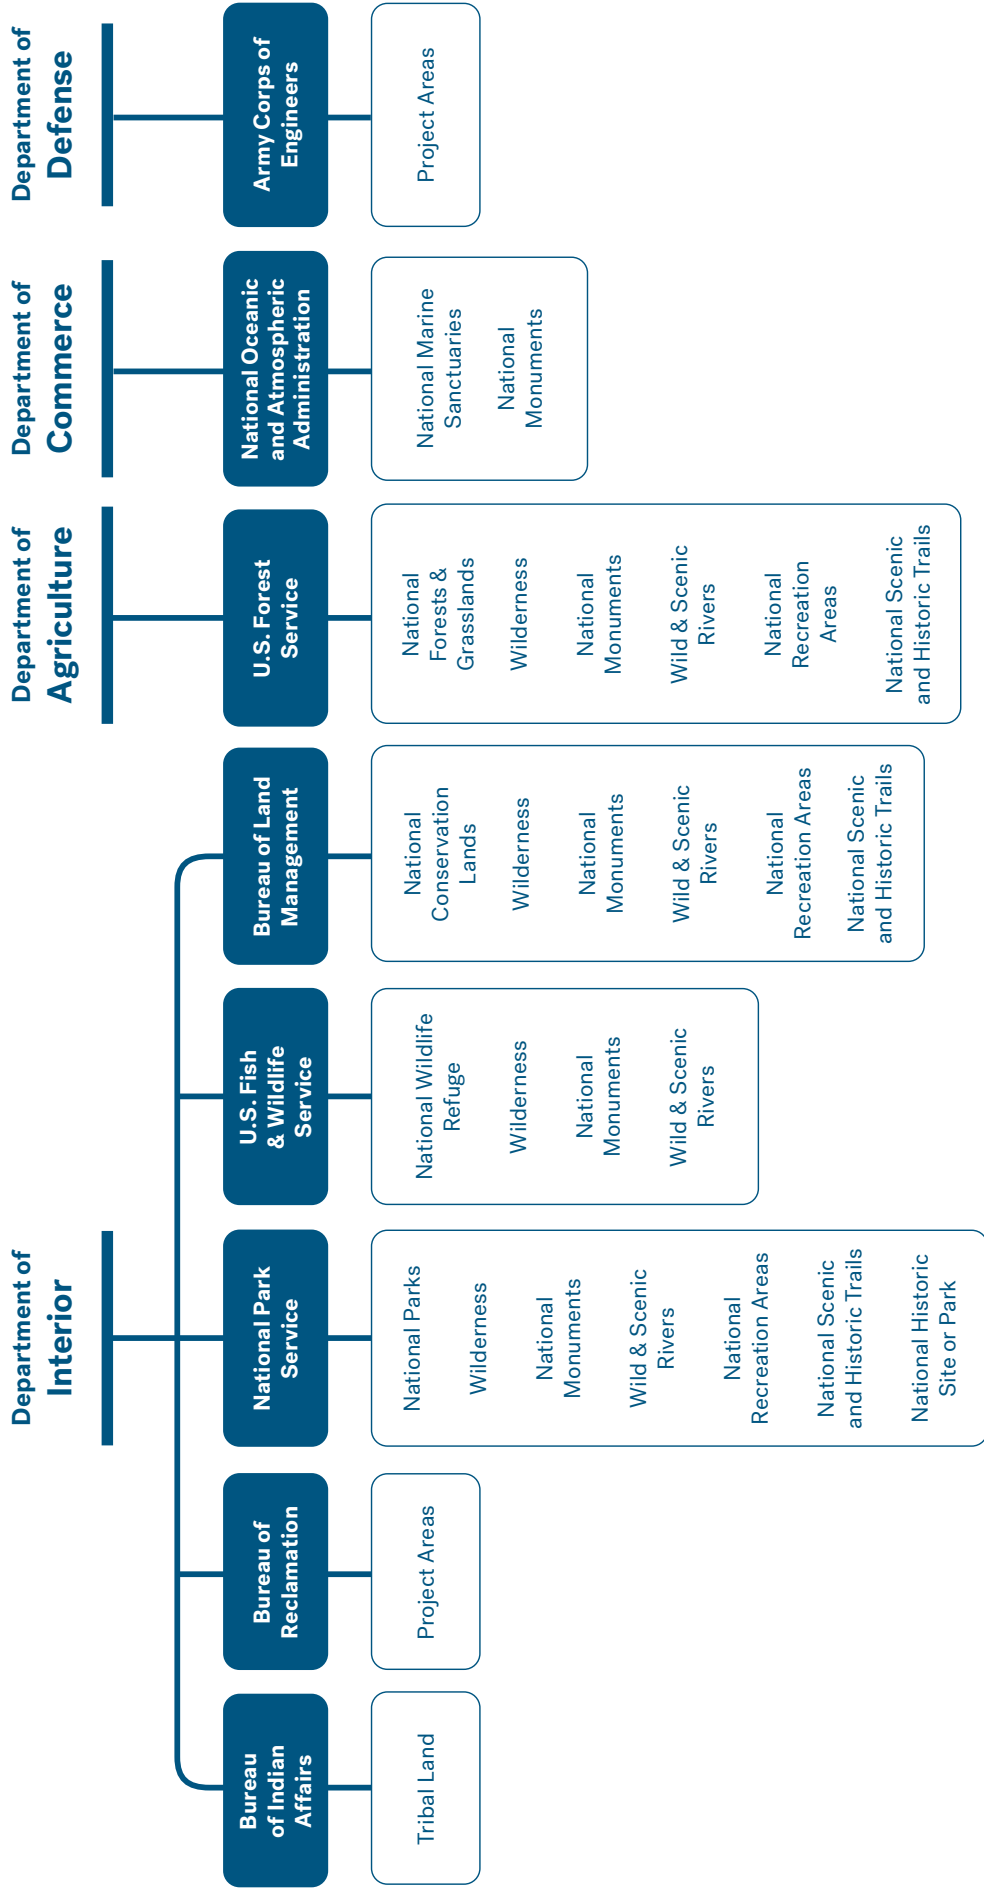 Department of
Interior
Bureau
of Indian
Affairs
Tribal Land
Bureau of
Reclamation
Project Areas
National Park
Service
National Parks
Wilderness
National
Monuments
Wild & Scenic
Rivers
National
Recreation Areas
National Scenic
and Historic Trails
National Historic
Site or Park
U.S. Fish
& Wildlife
Service
National Wildlife
Refuge
Wilderness
National
Monuments
Wild & Scenic
Rivers
Bureau of Land
Management
National
Conservation
Lands
Wilderness
National
Monuments
Wild & Scenic
Rivers
National
Recreation Areas
National Scenic
and Historic Trails
Department of
Agriculture
U.S. Forest
Service
National
Forests &
Grasslands
Wilderness
National
Monuments
Wild & Scenic
Rivers
National
Recreation
Areas
National Scenic
and Historic Trails
Department of
Commerce
National Oceanic
and Atmospheric
Administration
National Marine
Sanctuaries
National
Monuments
Department of
Defense
Army Corps of
Engineers
Project Areas